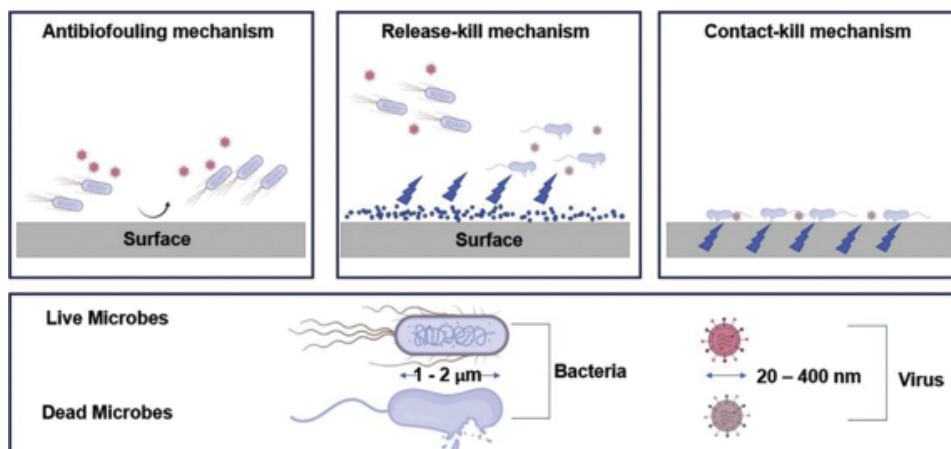 Antibiofouling mechanism
Release-kill mechanism
Contact-kill mechanism
Surface
Surface
Live Microbes
Bacteria
1 - 2 µm
20 – 400 nm
Virus
Dead Microbes